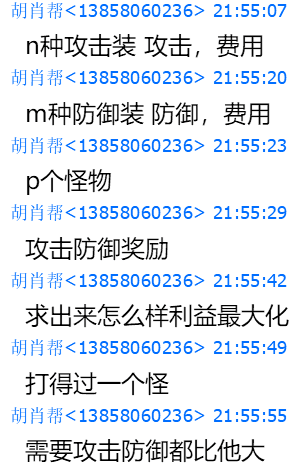 胡肖帮<13858060236> 21:55:07
n种攻击装 攻击，费用
胡肖帮<13858060236> 21:55:20
m种防御装 防御，费用
胡肖帮<13858060236> 21:55:23
p个怪物
胡肖帮<13858060236> 21:55:29
攻击防御奖励
胡肖帮<13858060236> 21:55:42
求出来怎么样利益最大化
胡肖帮<13858060236> 21:55:49
打得过一个怪
胡肖帮<13858060236> 21:55:55
需要攻击防御都比他大